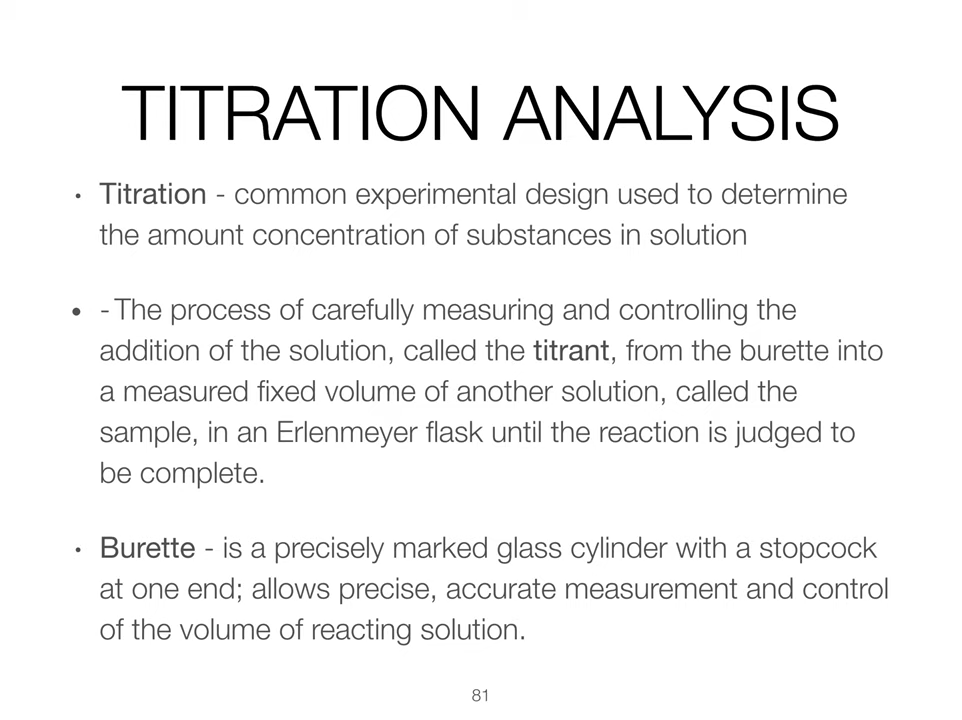 TITRATION ANALYSIS
• Titration - common experimental design used to determine
the amount concentration of substances in solution
• - The process of carefully measuring and controlling the
addition of the solution, called the titrant, from the burette into
a measured fixed volume of another solution, called the
sample, in an Erlenmeyer flask until the reaction is judged to
be complete.
• Burette - is a precisely marked glass cylinder with a stopcock
at one end; allows precise, accurate measurement and control
of the volume of reacting solution.
81